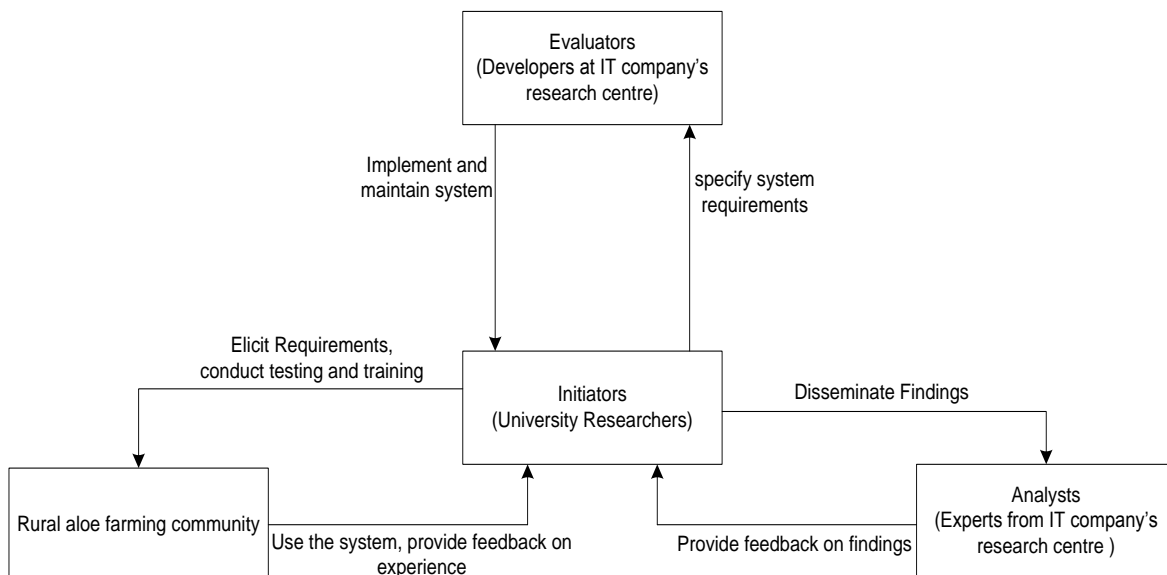 Evaluators
(Developers at IT company's
research centre)
Implement and
maintain system
specify system
requirements
Elicit Requirements,
conduct testing and training
Initiators
(University Researchers)
Disseminate Findings
Rural aloe farming community
Use the system, provide feedback on
experience
Provide feedback on findings
Analysts
(Experts from IT company's
research centre )